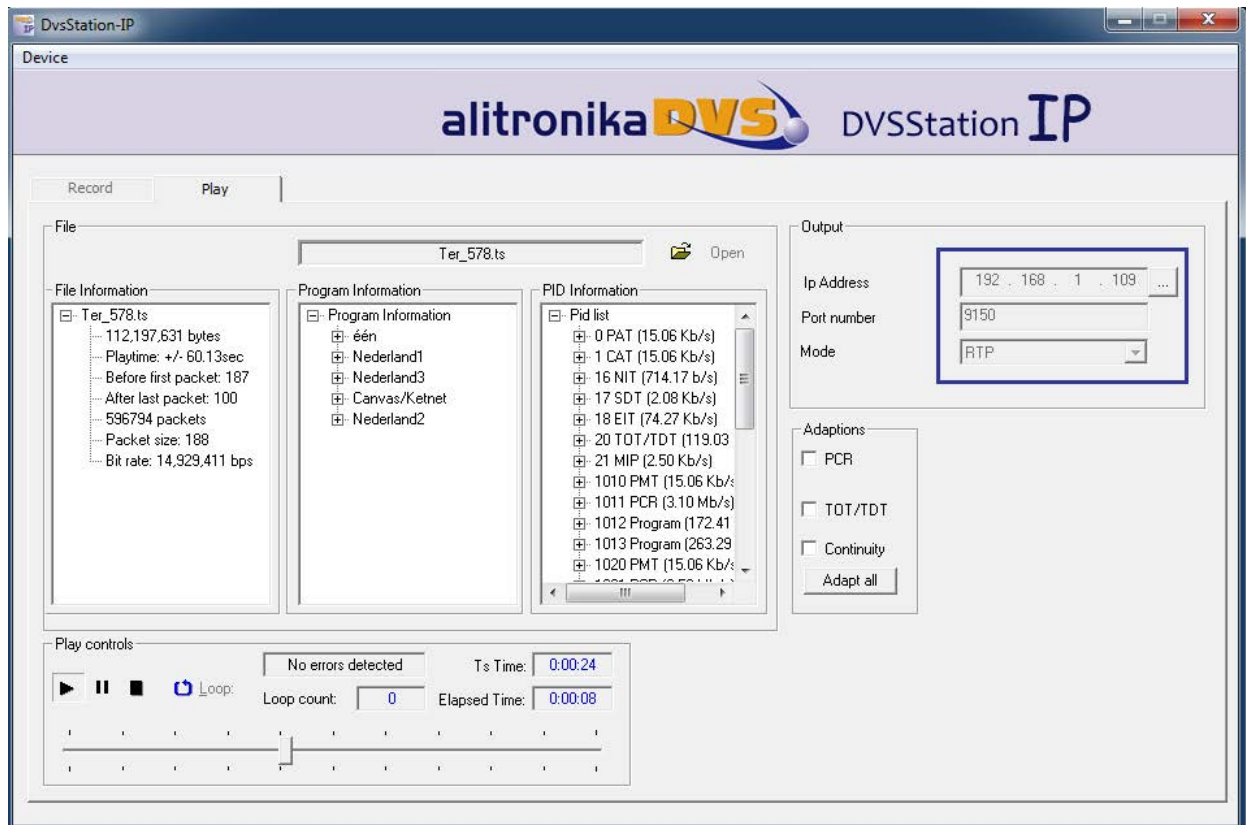 DvsStation-IP
Device
alitronika DVS DVSStation IP
Record Play
File
Ter_578.ts
Open
File Information
Ter_578.ts
112,197,631 bytes
Playtime: +/- 60.13sec
Before first packet: 187
After last packet: 100
596794 packets
Packet size: 188
Bit rate: 14,929,411 bps
Program Information
Program Information
één
Nederland1
Nederland3
Canvas/Ketnet
Nederland2
PID Information
Pid list
0 PAT (15.06 Kb/s)
1 CAT (15.06 Kb/s)
16 NIT (714.17 b/s)
17 SDT (2.08 Kb/s)
18 EIT (74.27 Kb/s)
20 TOT/TDT (119.03
21 MIP (2.50 Kb/s)
1010 PMT (15.06 Kb/s
1011 PCR (3.10 Mb/s)
1012 Program (172.41
1013 Program (263.29
1020 PMT (15.06 Kb/s
Output
Ip Address 192 . 168 . 1 . 109 ...
Port number 9150
Mode RTP
Adaptions
PCR
TOT/TDT
Continuity
Adapt all
Play controls
Loop:
No errors detected
Loop count: 0
Ts Time: 0:00:24
Elapsed Time: 0:00:08